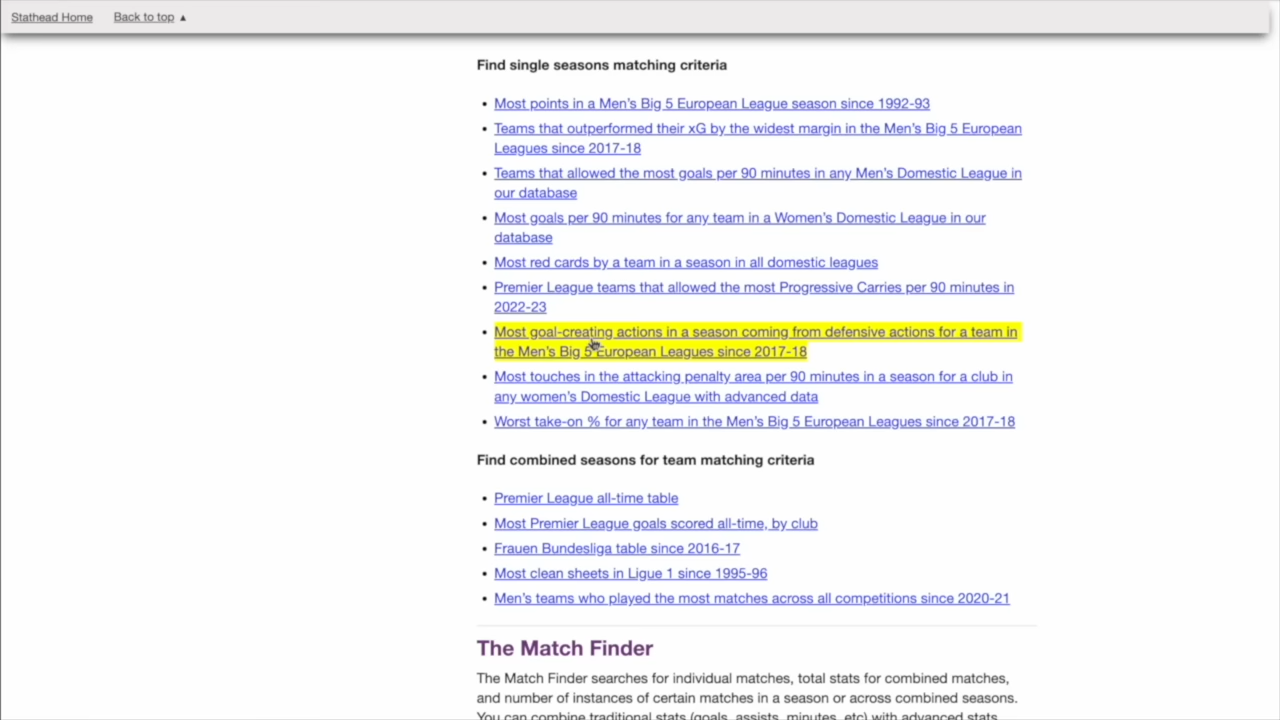 Stathead Home Back to top ▲
Find single seasons matching criteria
• Most points in a Men's Big 5 European League season since 1992-93
• Teams that outperformed their xG by the widest margin in the Men's Big 5 European
Leagues since 2017-18
• Teams that allowed the most goals per 90 minutes in any Men's Domestic League in
our database
• Most goals per 90 minutes for any team in a Women's Domestic League in our
database
• Most red cards by a team in a season in all domestic leagues
• Premier League teams that allowed the most Progressive Carries per 90 minutes in
2022-23
• Most goal-creating actions in a season coming from defensive actions for a team in
the Men's Big 5 European Leagues since 2017-18
• Most touches in the attacking penalty area per 90 minutes in a season for a club in
any women's Domestic League with advanced data
• Worst take-on % for any team in the Men's Big 5 European Leagues since 2017-18
Find combined seasons for team matching criteria
• Premier League all-time table
• Most Premier League goals scored all-time, by club
• Frauen Bundesliga table since 2016-17
• Most clean sheets in Ligue 1 since 1995-96
• Men's teams who played the most matches across all competitions since 2020-21
The Match Finder
The Match Finder searches for individual matches, total stats for combined matches,
and number of instances of certain matches in a season or across combined seasons.
You can combine traditional stats (goals, assists, minutes, etc) with advanced stats